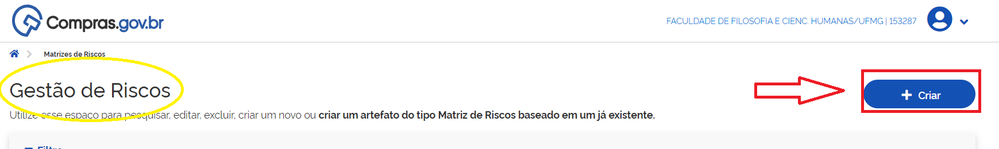 Compras.gov.br
FACULDADE DE FILOSOFIA E CIENC. HUMANAS/UFMG | 153287
Matrizes de Riscos
Gestão de Riscos
+ Criar
Utilize esse espaço para pesquisar, editar, excluir, criar um novo ou criar um artefato do tipo Matriz de Riscos baseado em um já existente.
Filtro